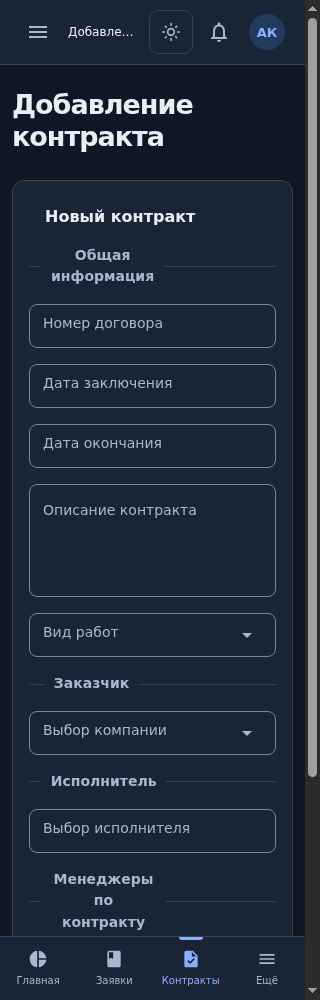 Добавле...
АК
Добавление
контракта
Новый контракт
Общая
информация
Номер договора
Дата заключения
Дата окончания
Описание контракта
Вид работ
Заказчик
Выбор компании
Исполнитель
Выбор исполнителя
Менеджеры
по
контракту
Главная
Заявки
Контракты
Ещё